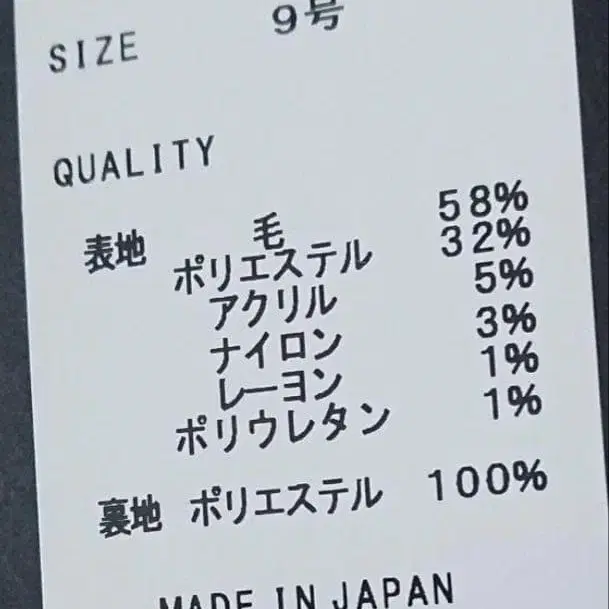 SIZE 9号
QUALITY
表地 毛 58%
ポリエステル 32%
アクリル 5%
ナイロン 3%
レーヨン 1%
ポリウレタン 1%
裏地 ポリエステル 100%
MADE IN JAPAN